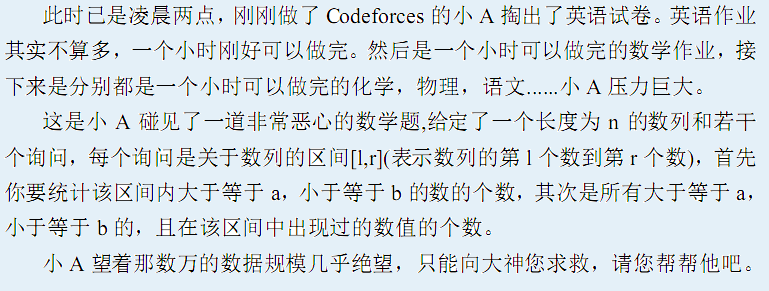 此时已是凌晨两点，刚刚做了 Codeforces 的小 A 掏出了英语试卷。英语作业
其实不算多，一个小时刚好可以做完。然后是一个小时可以做完的数学作业，接
下来是分别都是一个小时可以做完的化学，物理，语文......小 A 压力巨大。
这是小 A 碰见了一道非常恶心的数学题,给定了一个长度为 n 的数列和若干
个询问，每个询问是关于数列的区间[l,r](表示数列的第 l 个数到第 r 个数)，首先
你要统计该区间内大于等于 a，小于等于 b 的数的个数，其次是所有大于等于 a，
小于等于 b 的，且在该区间中出现过的数值的个数。
小 A 望着那数万的数据规模几乎绝望，只能向大神您求救，请您帮帮他吧。